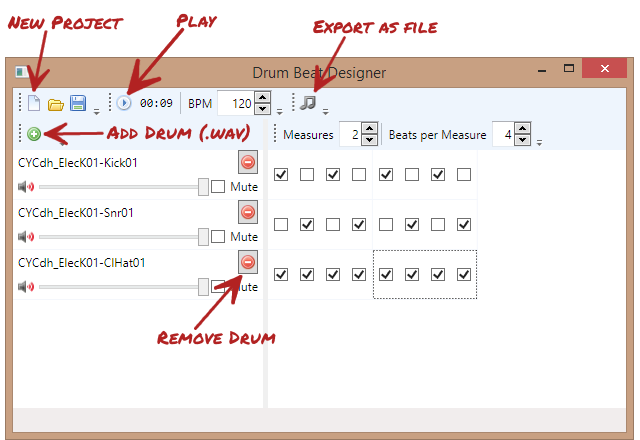 New Project
Play
Export as file
Drum Beat Designer
00:09 BPM 120
Add Drum (.wav)
Measures 2 Beats per Measure 4
CYCdh_ElecK01-Kick01
Mute
CYCdh_ElecK01-Snr01
Mute
CYCdh_ElecK01-ClHat01
Mute
Remove Drum